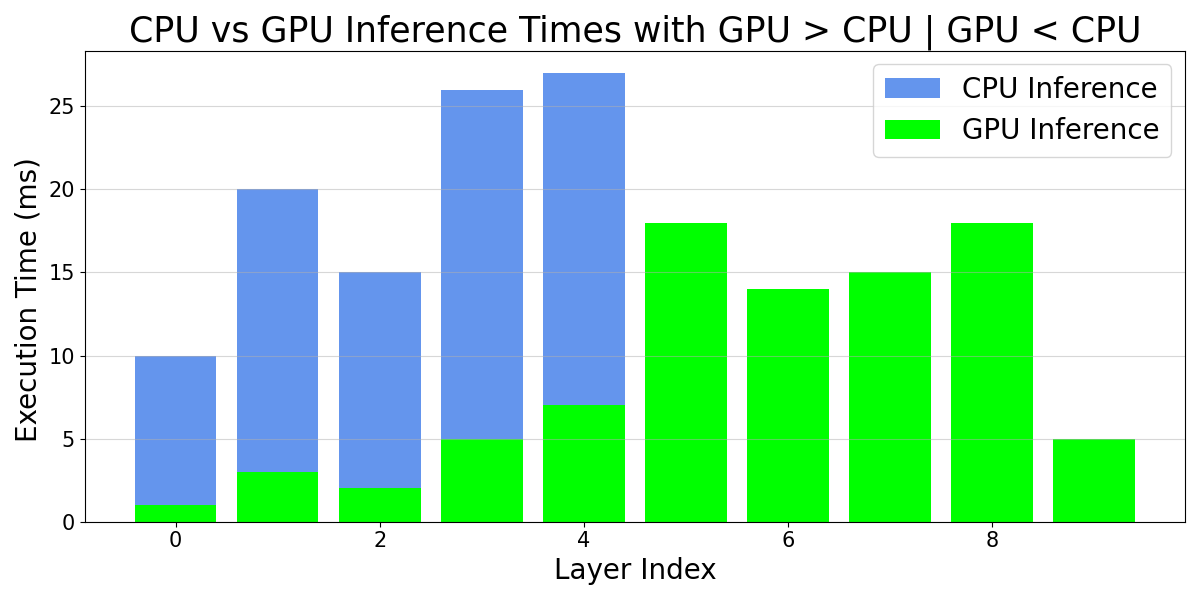 CPU vs GPU Inference Times with GPU > CPU | GPU < CPU
CPU Inference
GPU Inference
Execution Time (ms)
25
20
15
10
5
0
0 2 4 6 8
Layer Index